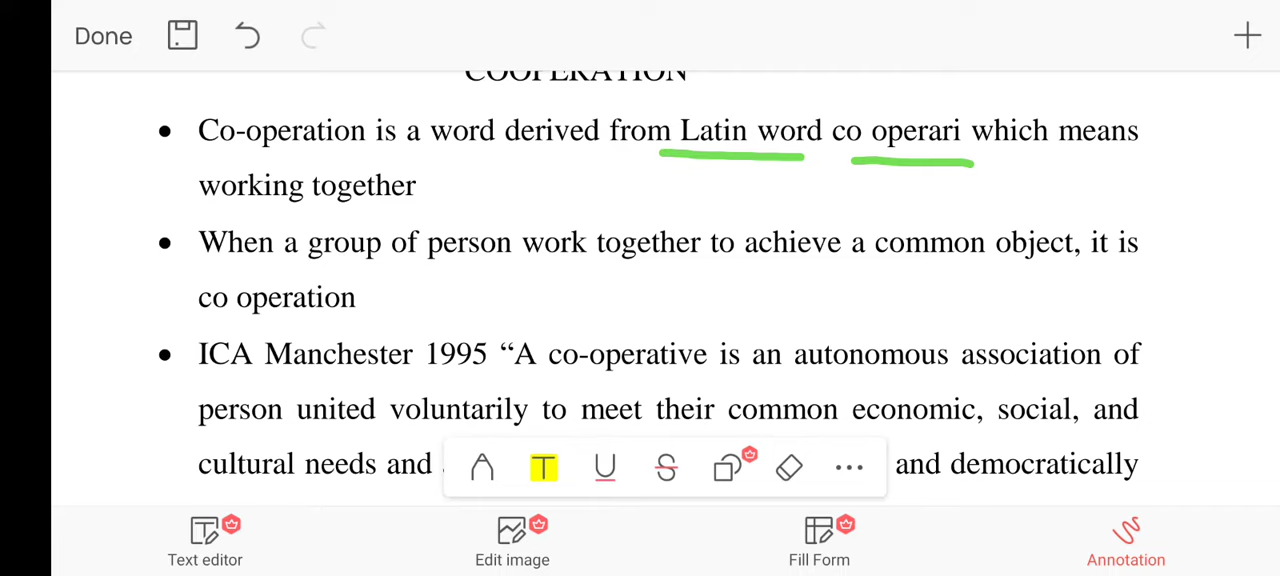 Done
COOPERATION
• Co-operation is a word derived from Latin word co operari which means
working together
• When a group of person work together to achieve a common object, it is
co operation
• ICA Manchester 1995 “A co-operative is an autonomous association of
person united voluntarily to meet their common economic, social, and
cultural needs and and democratically
T U S ...
Text editor Edit image Fill Form Annotation